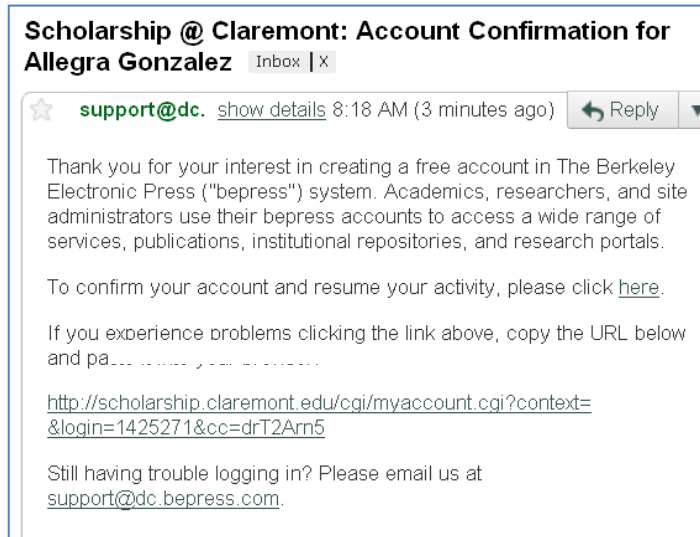 Scholarship @ Claremont: Account Confirmation for
Allegra Gonzalez Inbox | X
support@dc. show details 8:18 AM (3 minutes ago) Reply
Thank you for your interest in creating a free account in The Berkeley
Electronic Press ("bepress") system. Academics, researchers, and site
administrators use their bepress accounts to access a wide range of
services, publications, institutional repositories, and research portals.
To confirm your account and resume your activity, please click here.
If you experience problems clicking the link above, copy the URL below
and
http://scholarship.claremont.edu/cgi/myaccount.cgi?context=
&login=1425271&cc=drT2Arn5
Still having trouble logging in? Please email us at
support@dc.bepress.com.